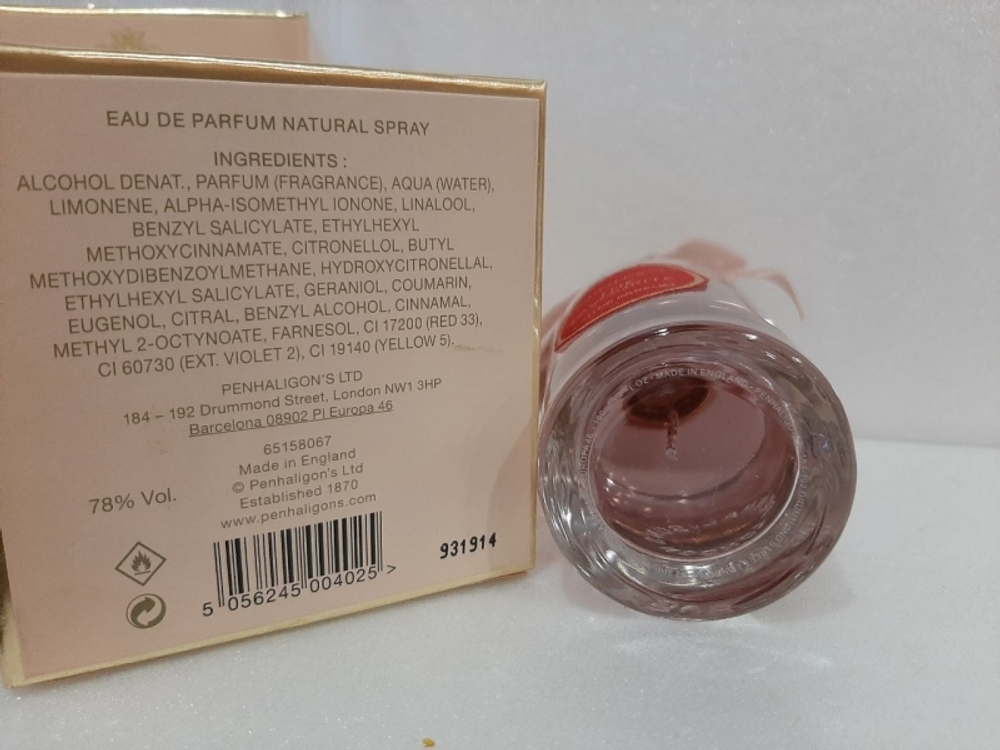 EAU DE PARFUM NATURAL SPRAY
INGREDIENTS :
ALCOHOL DENAT., PARFUM (FRAGRANCE), AQUA (WATER),
LIMONENE, ALPHA-ISOMETHYL IONONE, LINALOOL,
BENZYL SALICYLATE, ETHYLHEXYL
METHOXYCINNAMATE, CITRONELLOL, BUTYL
METHOXYDIBENZOYLMETHANE, HYDROXYCITRONELLAL,
ETHYLHEXYL SALICYLATE, GERANIOL, COUMARIN,
EUGENOL, CITRAL, BENZYL ALCOHOL, CINNAMAL,
METHYL 2-OCTYNOATE, FARNESOL, CI 17200 (RED 33),
CI 60730 (EXT. VIOLET 2), CI 19140 (YELLOW 5).
PENHALIGON'S LTD
184 – 192 Drummond Street, London NW1 3HP
Barcelona 08902 Pl Europa 46
65158067
Made in England
© Penhaligon's Ltd
Established 1870
www.penhaligons.com
78% Vol.
5 056245 004025 >
931914
OZ - MADE IN ENGLAND